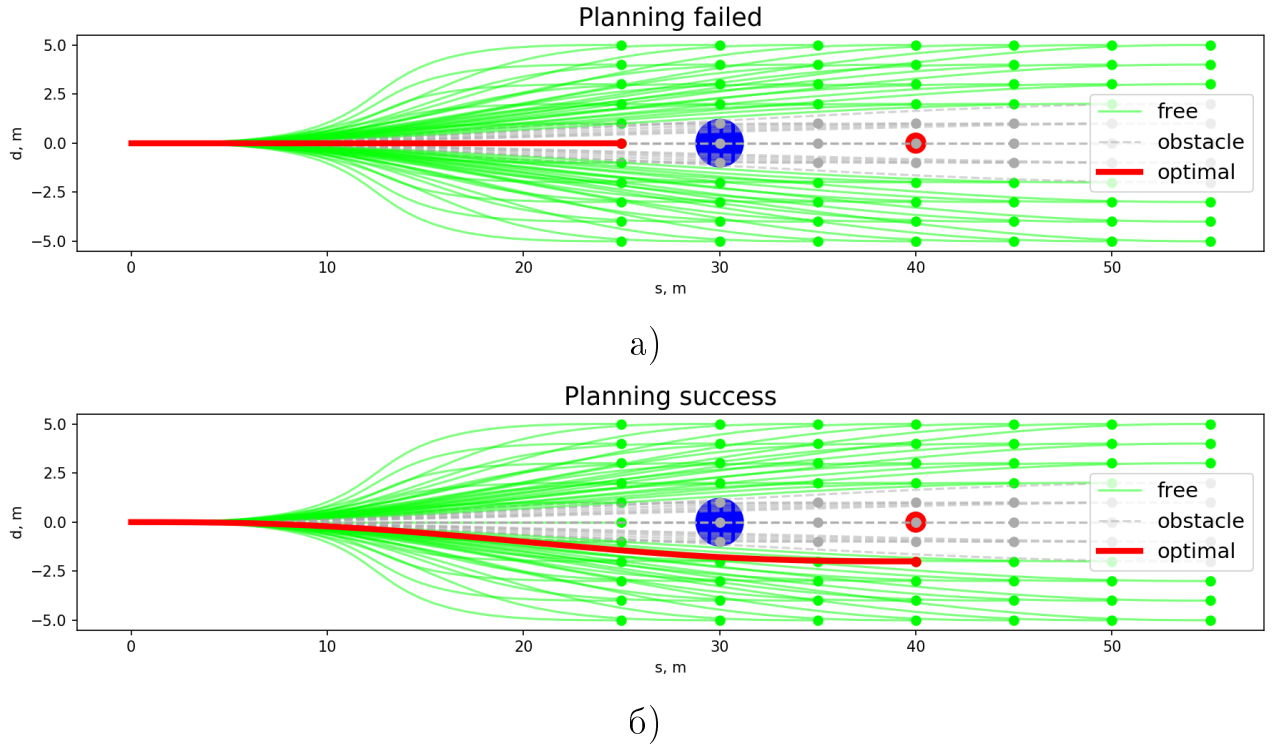 Planning failed
5.0
2.5
0.0
−2.5
−5.0
d, m
free
obstacle
optimal
0 10 20 30 40 50
s, m
а)
Planning success
5.0
2.5
0.0
−2.5
−5.0
d, m
free
obstacle
optimal
0 10 20 30 40 50
s, m
б)